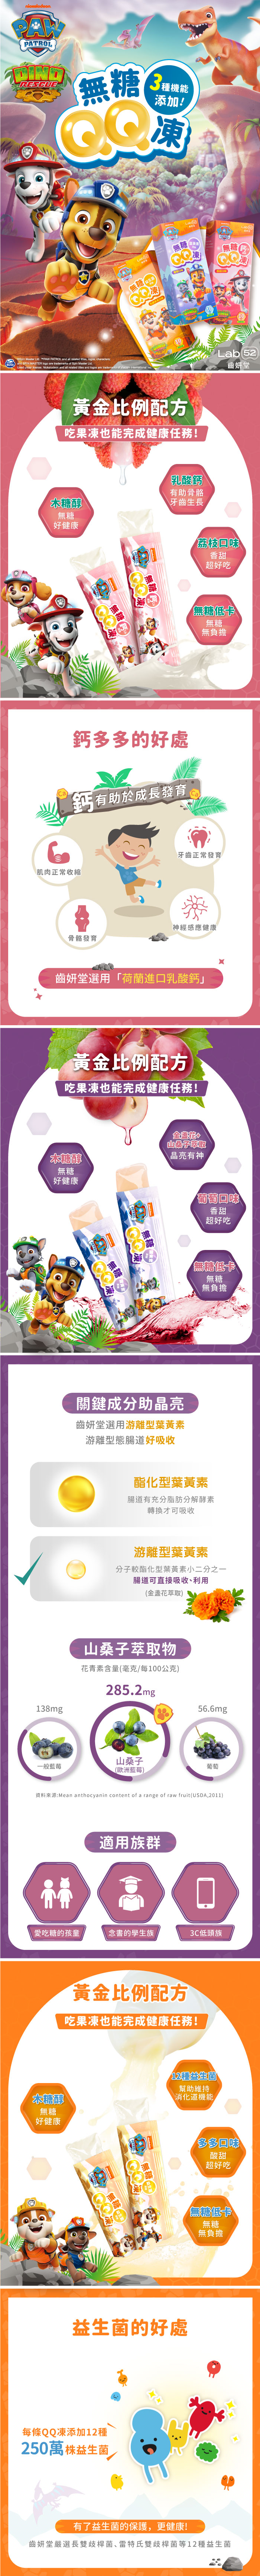 nickelodeon
PAW
PATROL
DINO
RESCUE
無糖
3種機能
添加!
QQ凍
Lab 52
齒妍堂
黃金比例配方
吃果凍也能完成健康任務!
乳酸鈣
有助骨骼
牙齒生長
木糖醇
無糖
好健康
荔枝口味
香甜
超好吃
無糖低卡
無糖
無負擔
鈣多多的好處
鈣有助於成長發育
牙齒正常發育
肌肉正常收縮
神經感應健康
骨骼發育
齒妍堂選用「荷蘭進口乳酸鈣」
黃金比例配方
吃果凍也能完成健康任務!
金盞花+
山桑子萃取
晶亮有神
木糖醇
無糖
好健康
葡萄口味
香甜
超好吃
無糖低卡
無糖
無負擔
關鍵成分助晶亮
齒妍堂選用游離型葉黃素
游離型態腸道好吸收
酯化型葉黃素
腸道有充分脂肪分解酵素
轉換才可吸收
游離型葉黃素
分子較酯化型葉黃素小二分之一
腸道可直接吸收、利用
(金盞花萃取)
山桑子萃取物
花青素含量(毫克/每100公克)
285.2mg
138mg
56.6mg
一般藍莓
山桑子
(歐洲藍莓)
葡萄
資料來源:Mean anthocyanin content of a range of raw fruit(USDA,2011)
適用族群
愛吃糖的孩童
念書的學生族
3C低頭族
黃金比例配方
吃果凍也能完成健康任務!
12種益生菌
幫助維持
消化道機能
木糖醇
無糖
好健康
多多口味
酸甜
超好吃
無糖低卡
無糖
無負擔
益生菌的好處
每條QQ凍添加12種
250萬株益生菌
有了益生菌的保護，更健康!
齒妍堂嚴選長雙歧桿菌、雷特氏雙歧桿菌等12種益生菌